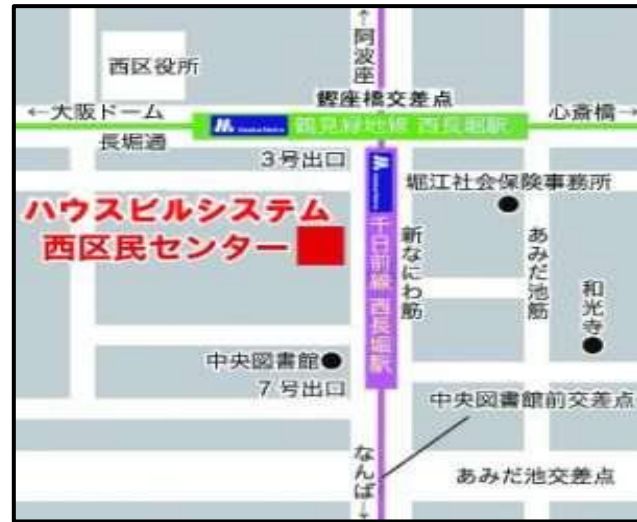 ↑阿波座
西区役所
鰹座橋交差点
←大阪ドーム
心斎橋→
鶴見緑地線 西長堀駅
長堀通
3号出口
堀江社会保険事務所
ハウスビルシステム
西区民センター
千日前線 西長堀駅
新なにわ筋
あみだ池筋
和光寺
中央図書館
7号出口
中央図書館前交差点
なんば→
あみだ池交差点